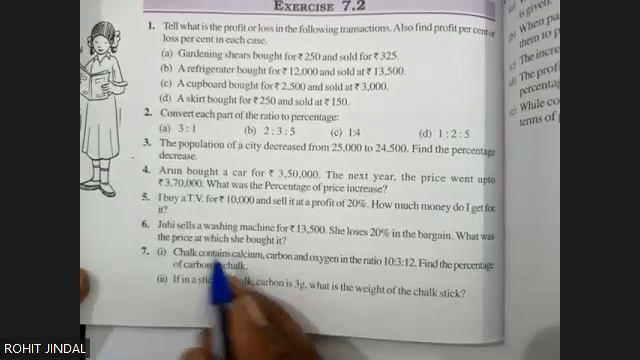 EXERCISE 7.2
1. Tell what is the profit or loss in the following transactions. Also find profit per cent or
loss per cent in each case.
(a) Gardening shears bought for ₹ 250 and sold for ₹ 325.
(b) A refrigerater bought for ₹ 12,000 and sold at ₹ 13,500.
(c) A cupboard bought for ₹ 2,500 and sold at ₹ 3,000.
(d) A skirt bought for ₹ 250 and sold at ₹ 150.
2. Convert each part of the ratio to percentage:
(a) 3 : 1 (b) 2 : 3 : 5 (c) 1:4 (d) 1 : 2 : 5
3. The population of a city decreased from 25,000 to 24,500. Find the percentage
decrease.
4. Arun bought a car for ₹ 3,50,000. The next year, the price went upto
₹ 3,70,000. What was the Percentage of price increase?
5. I buy a T.V. for ₹ 10,000 and sell it at a profit of 20%. How much money do I get for
it?
6. Juhi sells a washing machine for ₹ 13,500. She loses 20% in the bargain. What was
the price at which she bought it?
7. (i) Chalk contains calcium, carbon and oxygen in the ratio 10:3:12. Find the percentage
of carbon chalk.
(ii) If in a stick carbon is 3g, what is the weight of the chalk stick?
is given.
When pa
them to p
The incre
The prof
percentag
While co
terms of
ROHIT JINDAL